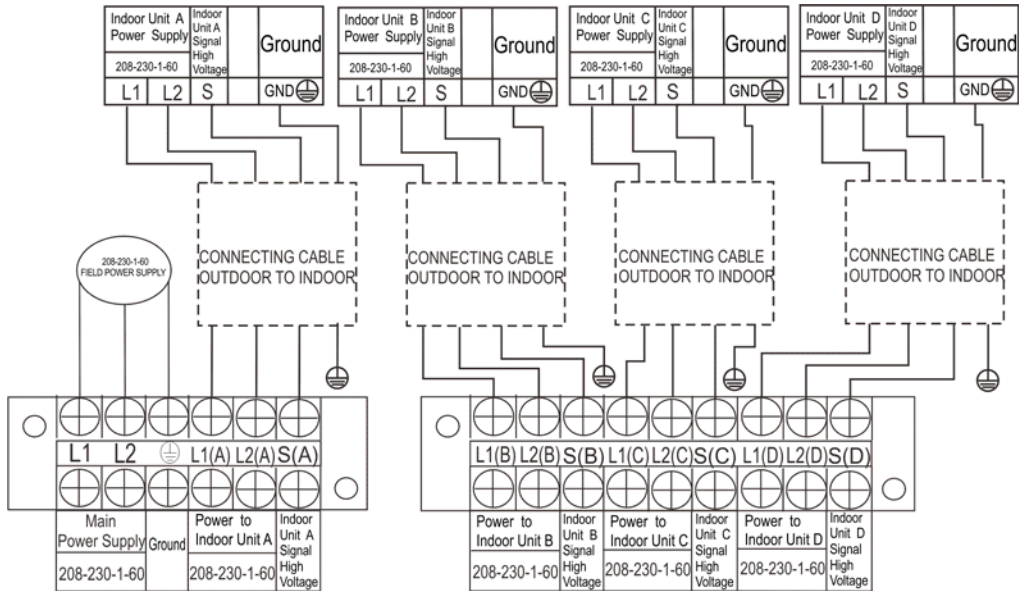 Indoor Unit A
Power Supply
208-230-1-60
Indoor
Unit A
Signal
High
Voltage
Ground
L1 L2 S GND
Indoor Unit B
Power Supply
208-230-1-60
Indoor
Unit B
Signal
High
Voltage
Ground
L1 L2 S GND
Indoor Unit C
Power Supply
208-230-1-60
Indoor
Unit C
Signal
High
Voltage
Ground
L1 L2 S GND
Indoor Unit D
Power Supply
208-230-1-60
Indoor
Unit D
Signal
High
Voltage
Ground
L1 L2 S GND
208-230-1-60
FIELD POWER SUPPLY
CONNECTING CABLE
OUTDOOR TO INDOOR
CONNECTING CABLE
OUTDOOR TO INDOOR
CONNECTING CABLE
OUTDOOR TO INDOOR
CONNECTING CABLE
OUTDOOR TO INDOOR
L1 L2 L1(A) L2(A) S(A)
Main
Power Supply
208-230-1-60
Ground
Power to
Indoor Unit A
208-230-1-60
Indoor
Unit A
Signal
High
Voltage
L1(B) L2(B) S(B) L1(C) L2(C) S(C) L1(D) L2(D) S(D)
Power to
Indoor Unit B
208-230-1-60
Indoor
Unit B
Signal
High
Voltage
Power to
Indoor Unit C
208-230-1-60
Indoor
Unit C
Signal
High
Voltage
Power to
Indoor Unit D
208-230-1-60
Indoor
Unit D
Signal
High
Voltage